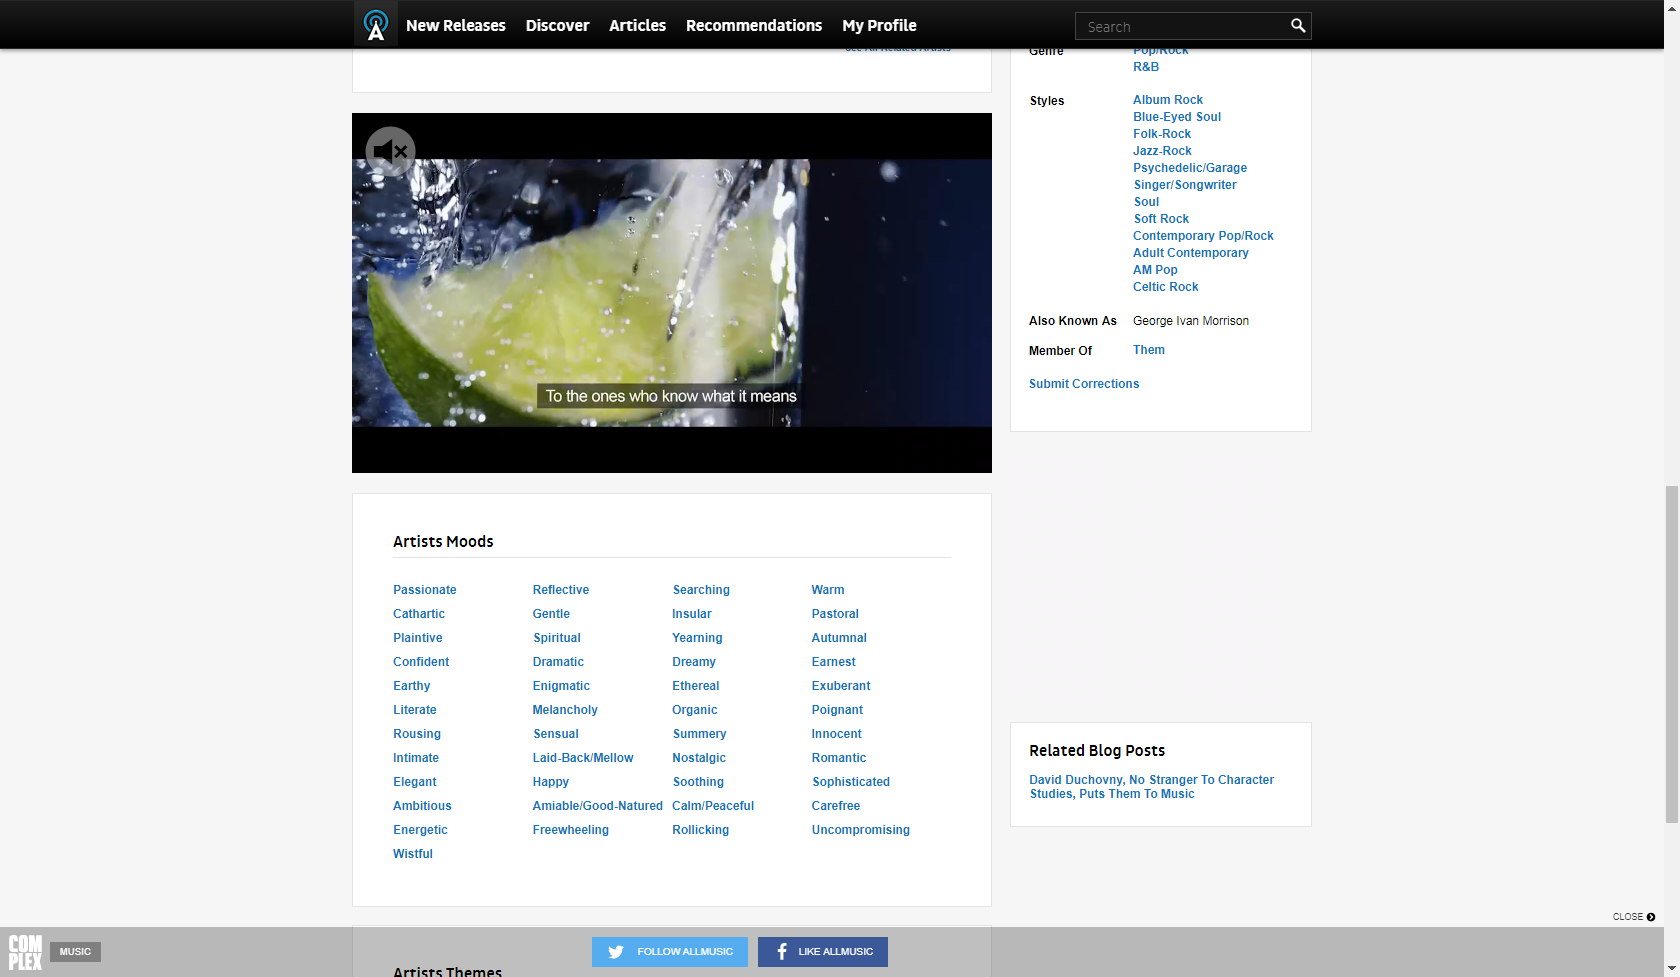 New Releases Discover Articles Recommendations My Profile Search
See All Related Artists
Genre Pop/Rock
R&B
Styles Album Rock
Blue-Eyed Soul
Folk-Rock
Jazz-Rock
Psychedelic/Garage
Singer/Songwriter
Soul
Soft Rock
Contemporary Pop/Rock
Adult Contemporary
AM Pop
Celtic Rock
Also Known As George Ivan Morrison
Member Of Them
Submit Corrections
To the ones who know what it means
Artists Moods
Passionate Reflective Searching Warm
Cathartic Gentle Insular Pastoral
Plaintive Spiritual Yearning Autumnal
Confident Dramatic Dreamy Earnest
Earthy Enigmatic Ethereal Exuberant
Literate Melancholy Organic Poignant
Rousing Sensual Summery Innocent
Intimate Laid-Back/Mellow Nostalgic Romantic
Elegant Happy Soothing Sophisticated
Ambitious Amiable/Good-Natured Calm/Peaceful Carefree
Energetic Freewheeling Rollicking Uncompromising
Wistful
Related Blog Posts
David Duchovny, No Stranger To Character
Studies, Puts Them To Music
CLOSE
COM
PLEX
MUSIC
FOLLOW ALLMUSIC LIKE ALLMUSIC
Artists Themes